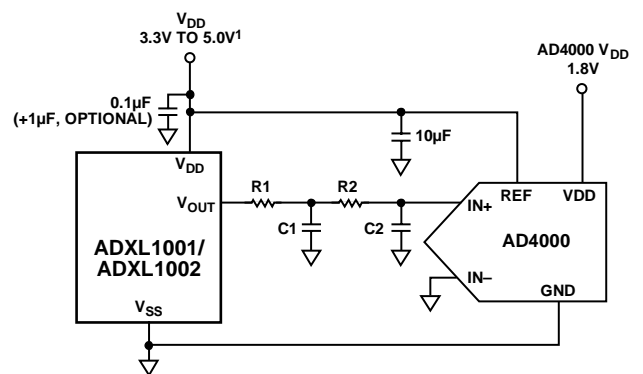 VDD
3.3V TO 5.0V1
AD4000 VDD
1.8V
0.1µF
(+1µF, OPTIONAL)
10µF
VDD
R1
R2
REF
VDD
VOUT
IN+
C1
C2
ADXL1001/
ADXL1002
AD4000
IN–
GND
VSS